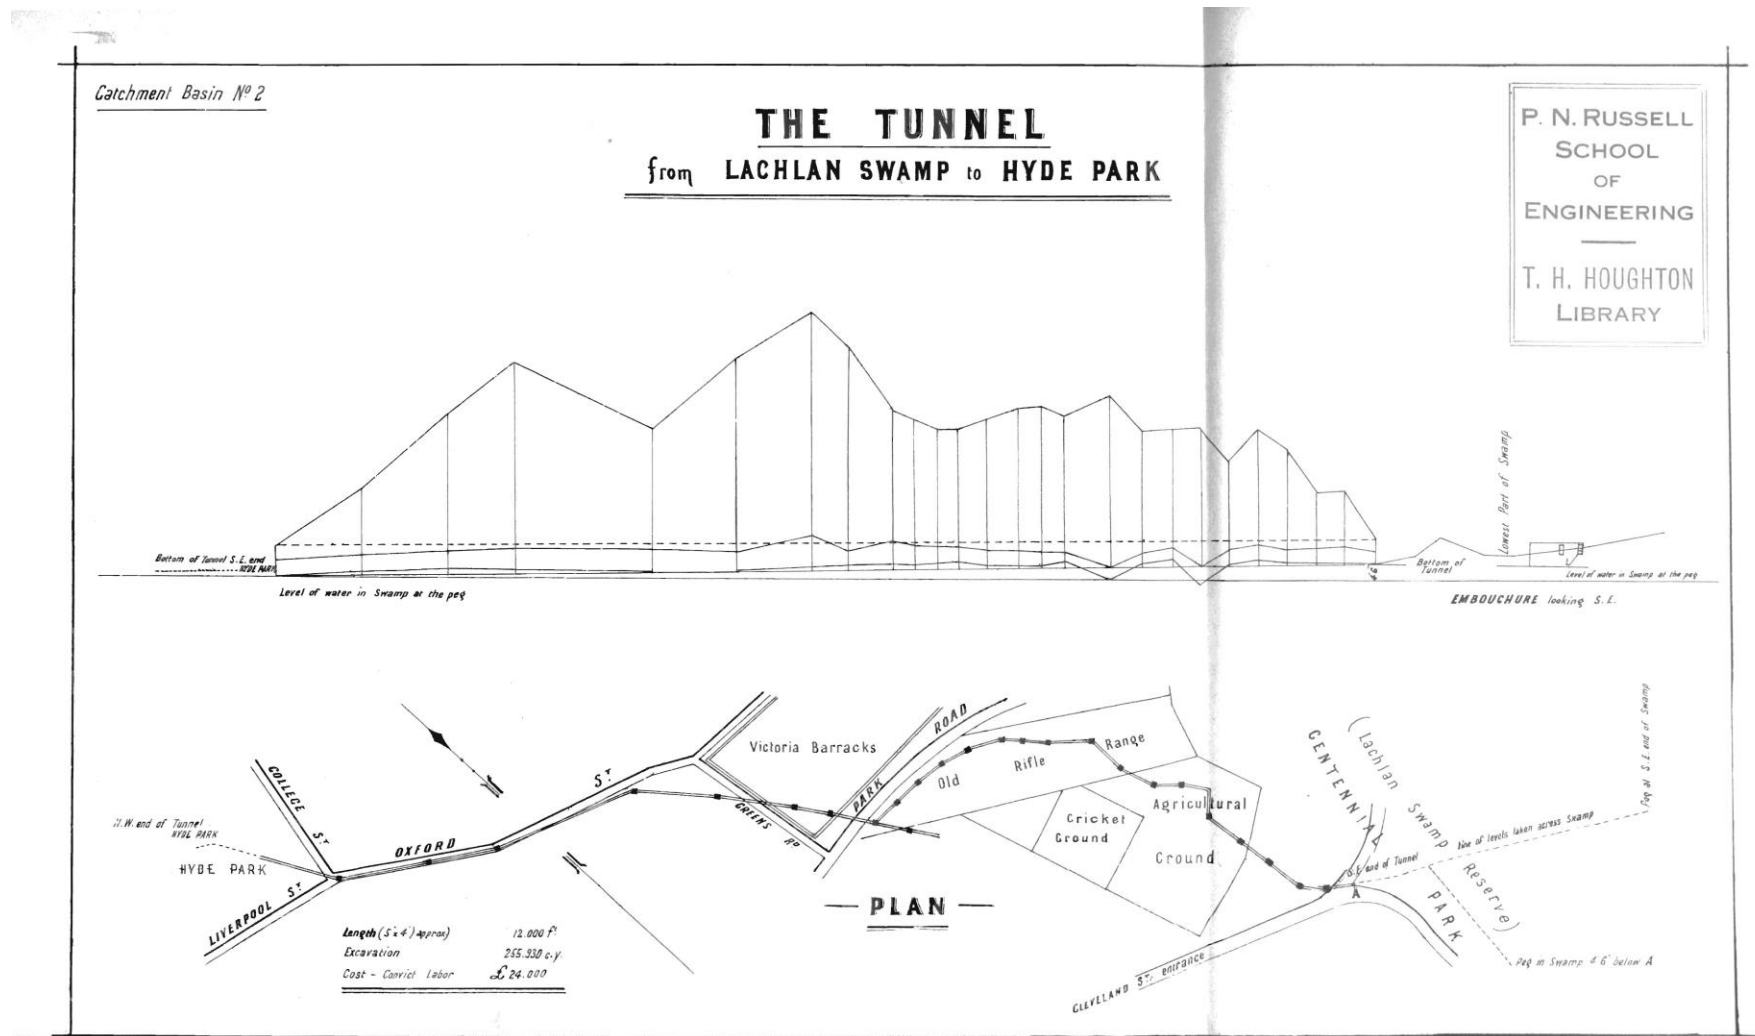 Catchment Basin Nº 2
THE TUNNEL
from LACHLAN SWAMP to HYDE PARK
P. N. RUSSELL
SCHOOL
OF
ENGINEERING
T. H. HOUGHTON
LIBRARY
Lowest Part of Swamp
Bottom of Tunnel S.E. end
HYDE PARK
Level of water in Swamp at the peg
Bottom of
Tunnel
Level of water in Swamp at the peg
EMBOUCHURE looking S.E.
COLLEGE ST
N.W. end of Tunnel
HYDE PARK
HYDE PARK
LIVERPOOL ST
OXFORD ST
Victoria Barracks
GREENS RD
PARK ROAD
Old Rifle Range
Cricket
Ground
Agricultural
Ground
CENTENNIAL PARK
(Lachlan Swamp Reserve)
Peg at S.E. end of Swamp
line of levels taken across Swamp
S.E. end of Tunnel
A
Peg in Swamp 4' 6" below A
CLEVELAND ST. entrance
PLAN
Length (5' x 4') approx) 12.000 ft
Excavation 255.930 c.y.
Cost - Convict labor £24.000